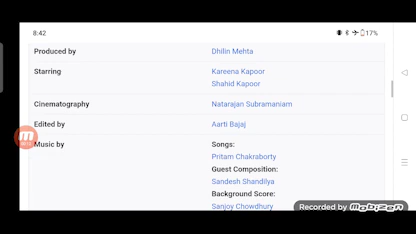 8:42
17%
Produced by Dhilin Mehta
Starring Kareena Kapoor
Shahid Kapoor
Cinematography Natarajan Subramaniam
Edited by Aarti Bajaj
Music by Songs:
Pritam Chakraborty
Guest Composition:
Sandesh Shandilya
Background Score:
Sanjoy Chowdhury
Recorded by Mobizen